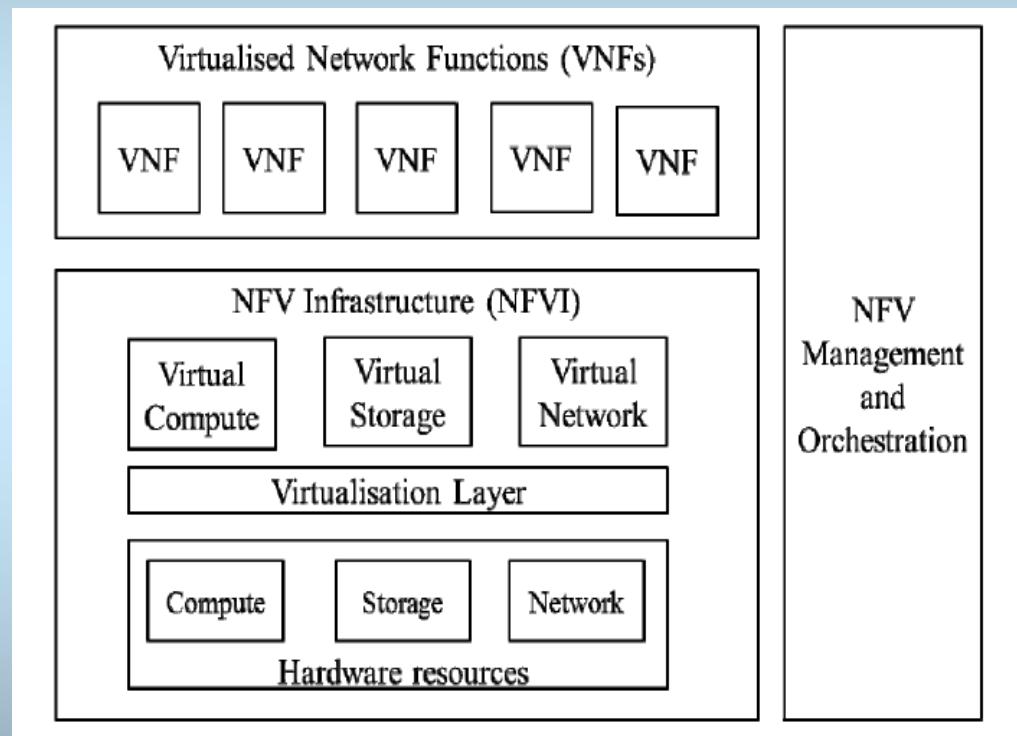 Virtualised Network Functions (VNFs)
VNF VNF VNF VNF VNF
NFV Infrastructure (NFVI)
Virtual Compute
Virtual Storage
Virtual Network
Virtualisation Layer
Compute Storage Network
Hardware resources
NFV
Management
and
Orchestration